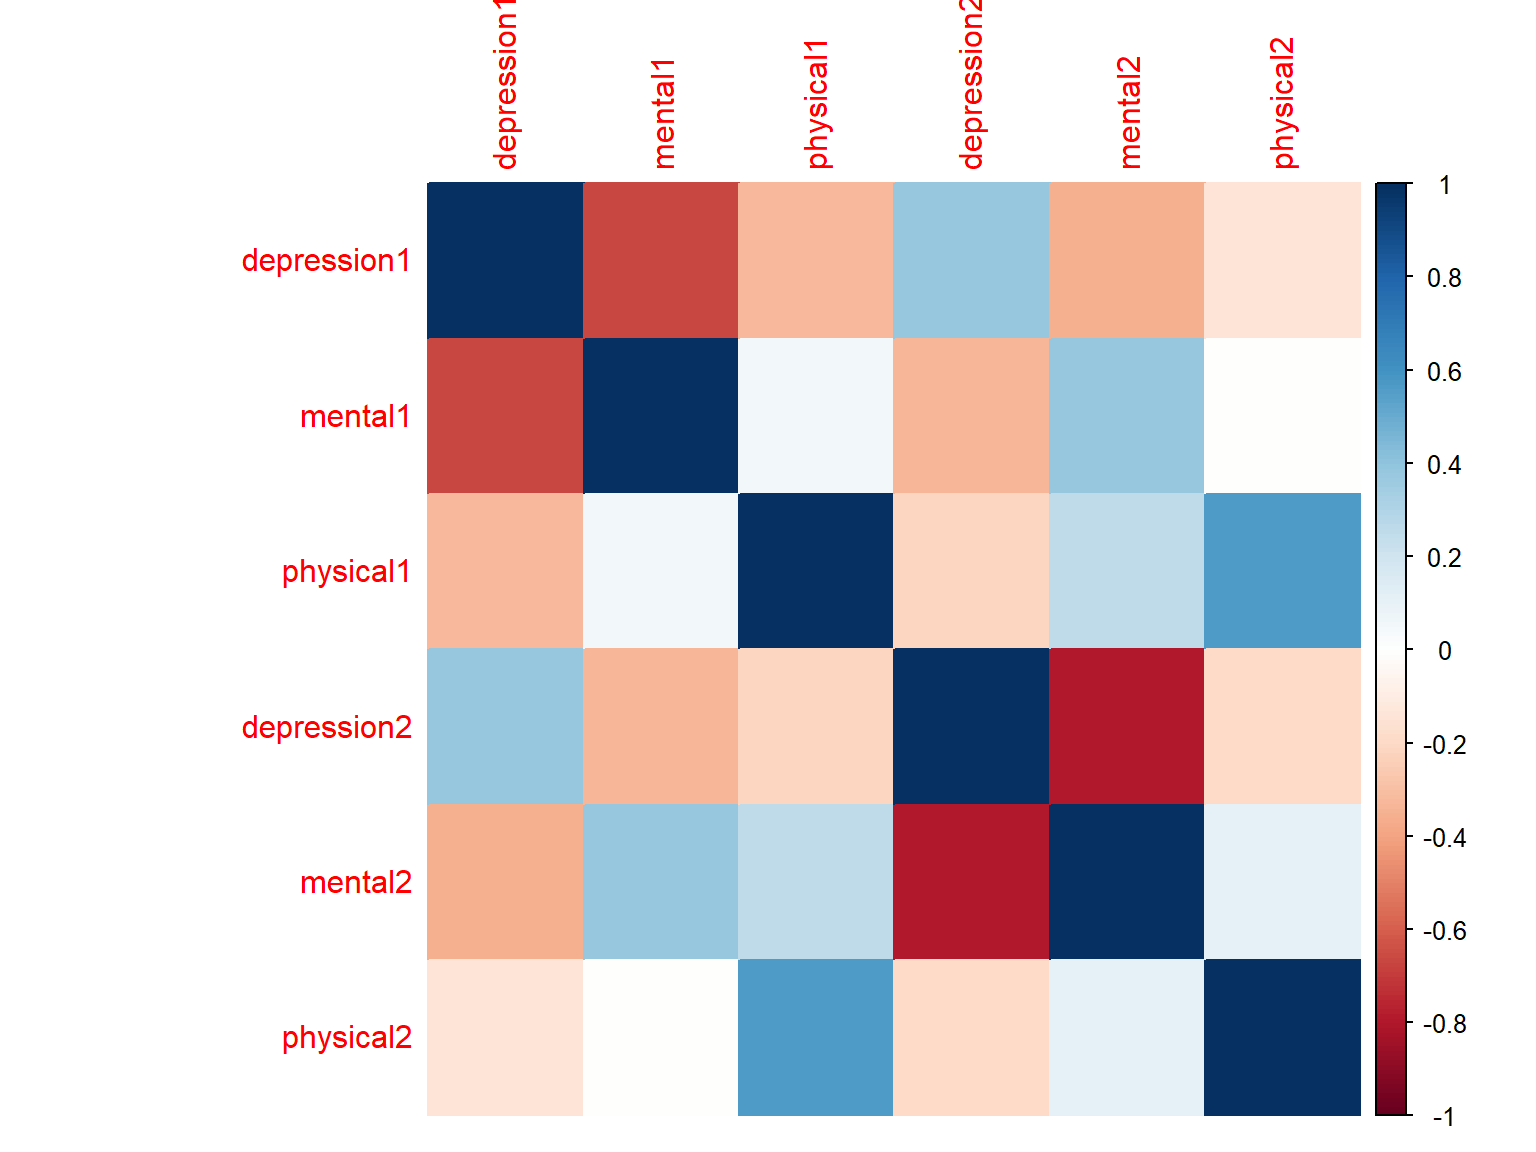 depression1
mental1
physical1
depression2
mental2
physical2
depression1
mental1
physical1
depression2
mental2
physical2
1
0.8
0.6
0.4
0.2
0
-0.2
-0.4
-0.6
-0.8
-1